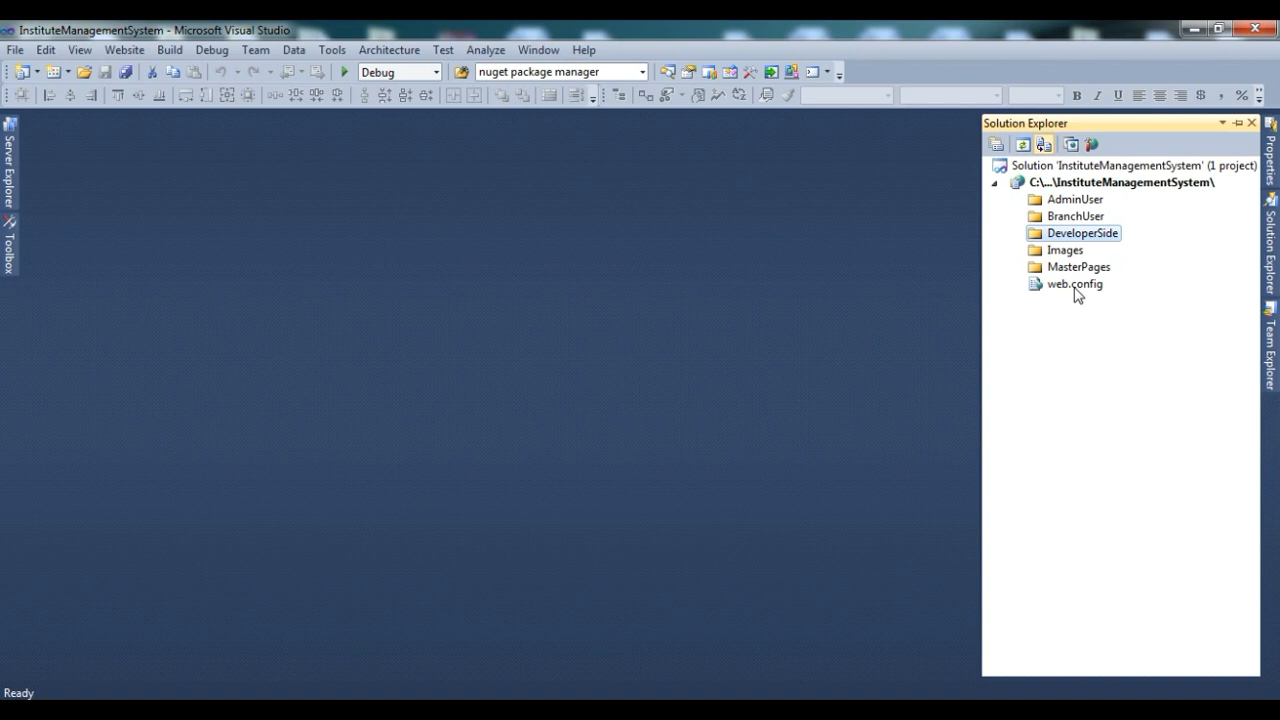 InstituteManagementSystem - Microsoft Visual Studio
File Edit View Website Build Debug Team Data Tools Architecture Test Analyze Window Help
Debug nuget package manager
B I U $ , %
Solution Explorer
Solution 'InstituteManagementSystem' (1 project)
C:\...\InstituteManagementSystem\
AdminUser
BranchUser
DeveloperSide
Images
MasterPages
web.config
Server Explorer
Toolbox
Properties
Solution Explorer
Team Explorer
Ready